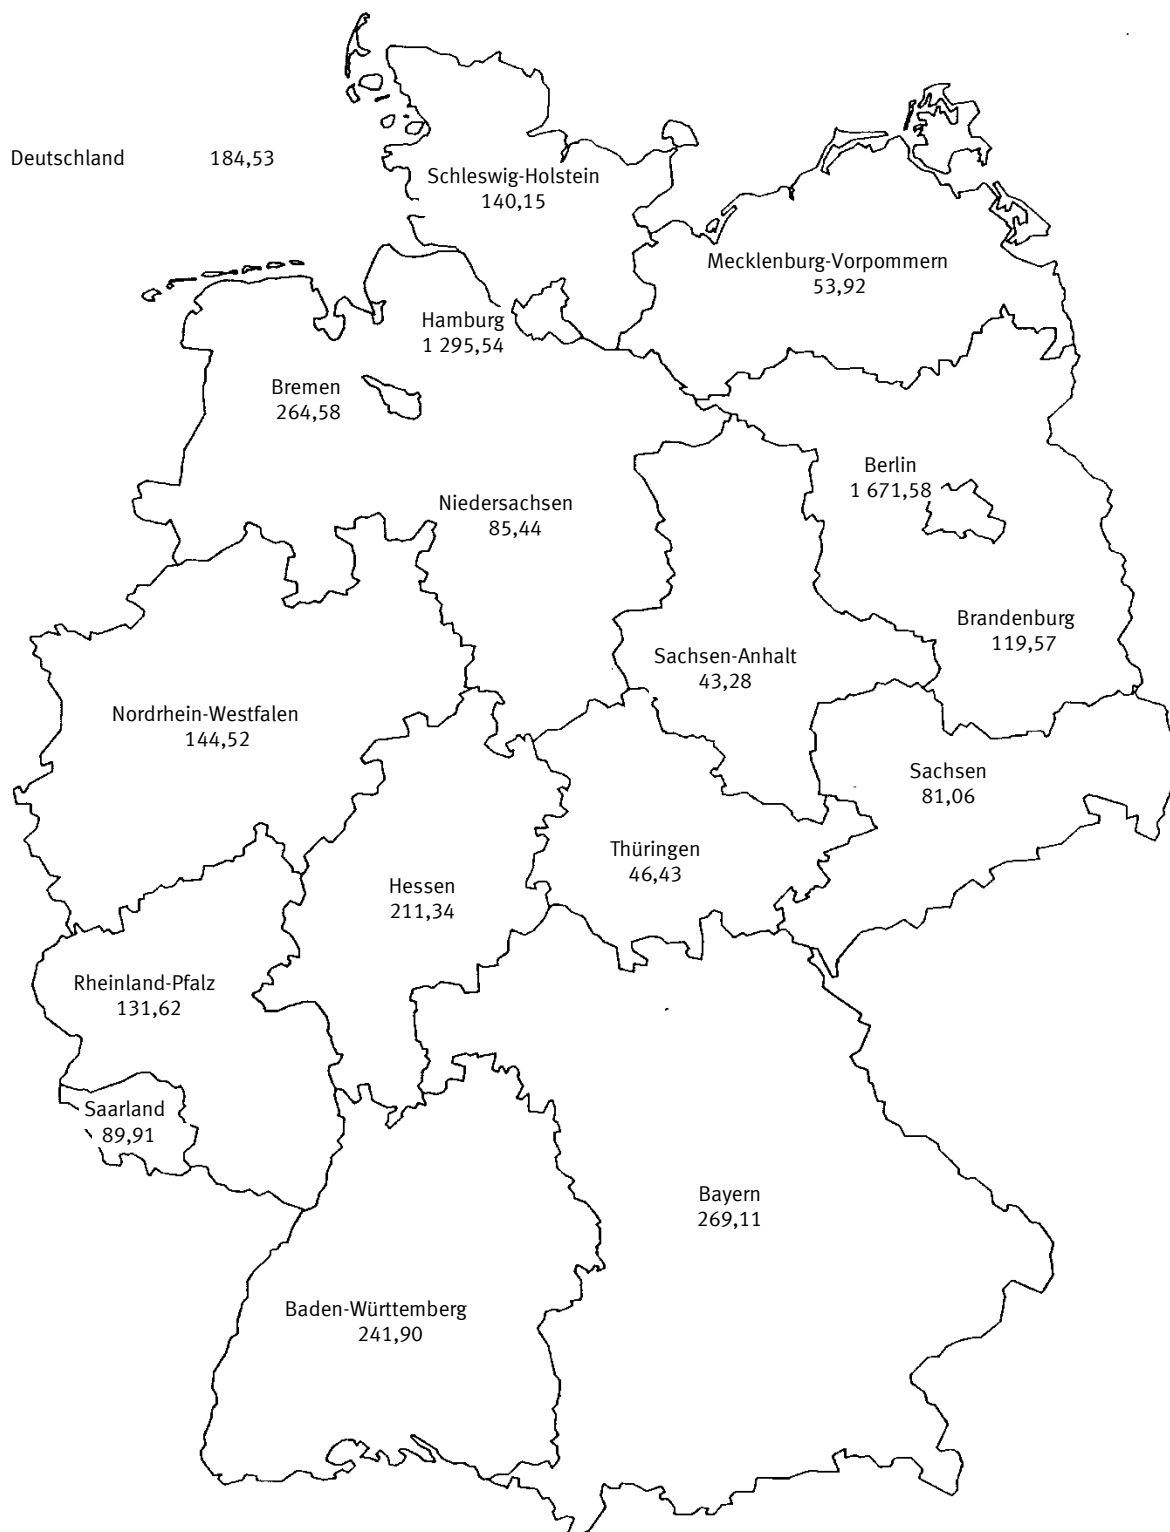 Deutschland 184,53
Schleswig-Holstein
140,15
Mecklenburg-Vorpommern
53,92
Hamburg
1 295,54
Bremen
264,58
Berlin
1 671,58
Niedersachsen
85,44
Brandenburg
119,57
Sachsen-Anhalt
43,28
Nordrhein-Westfalen
144,52
Sachsen
81,06
Thüringen
46,43
Hessen
211,34
Rheinland-Pfalz
131,62
Saarland
89,91
Bayern
269,11
Baden-Württemberg
241,90